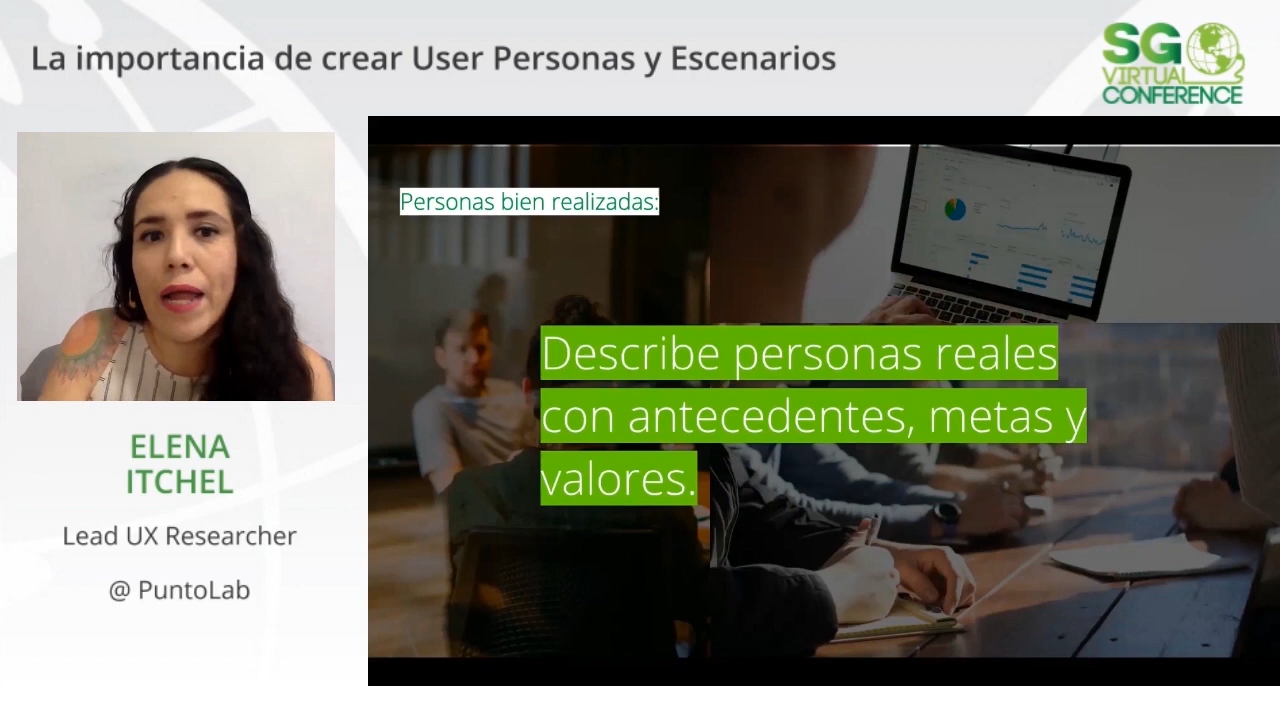 La importancia de crear User Personas y Escenarios
SG
VIRTUAL
CONFERENCE
Personas bien realizadas:
Describe personas reales
con antecedentes, metas y
valores.
ELENA
ITCHEL
Lead UX Researcher
@ PuntoLab